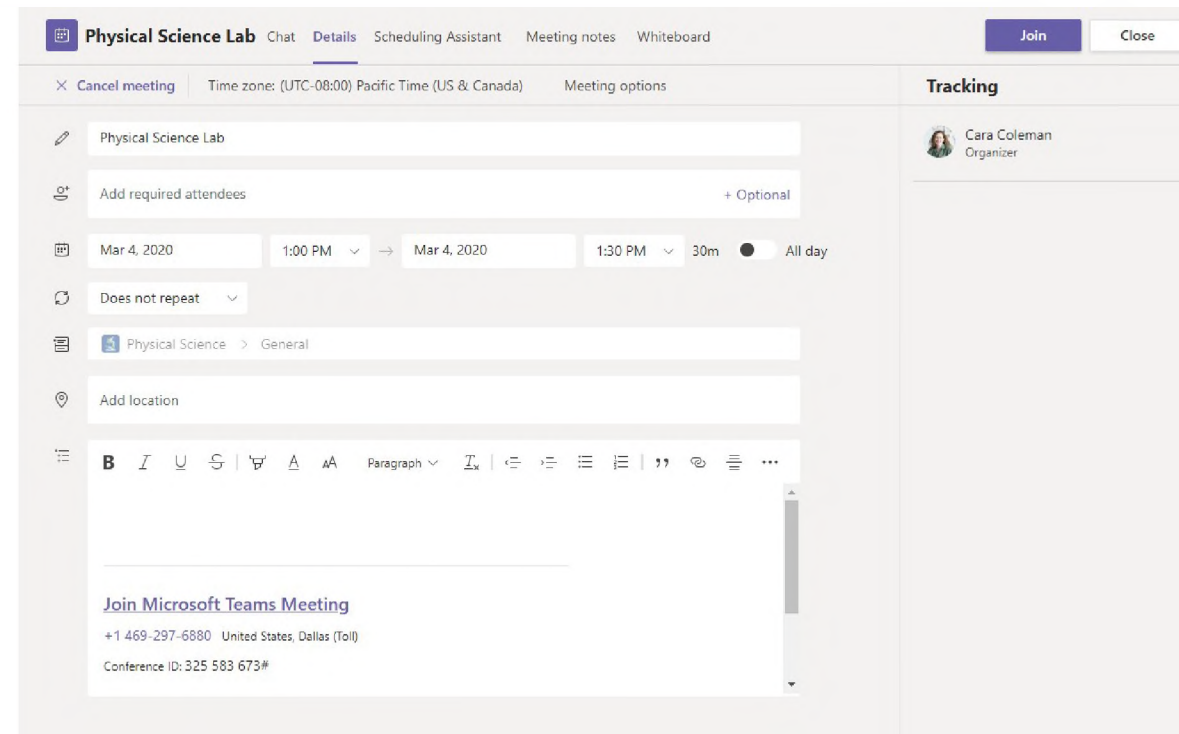 Physical Science Lab Chat Details Scheduling Assistant Meeting notes Whiteboard Join Close
Cancel meeting Time zone: (UTC-08:00) Pacific Time (US & Canada) Meeting options
Tracking
Physical Science Lab
Cara Coleman
Organizer
Add required attendees + Optional
Mar 4, 2020 1:00 PM → Mar 4, 2020 1:30 PM 30m All day
Does not repeat
Physical Science > General
Add location
B I U S A AA Paragraph Tx
Join Microsoft Teams Meeting
+1 469-297-6880 United States, Dallas (Toll)
Conference ID: 325 583 673#